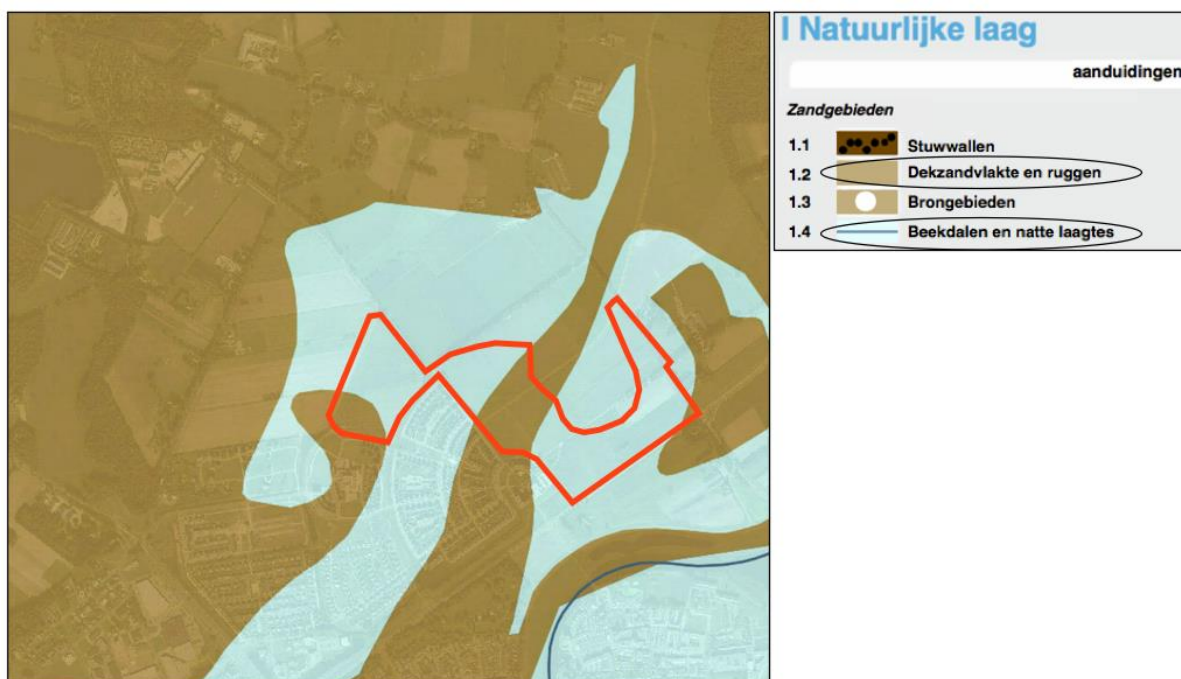 I Natuurlijke laag
aanduidingen
Zandgebieden
1.1 Stuwwallen
1.2 Dekzandvlakte en ruggen
1.3 Brongebieden
1.4 Beekdalen en natte laagtes